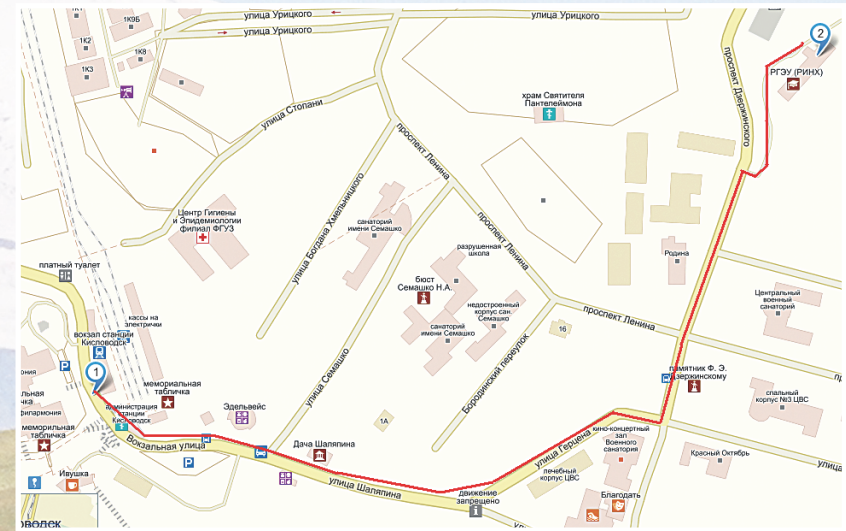 1К9Б
1К2
1К8
1К3
улица Урицкого
улица Урицкого
улица Урицкого
улица Стопани
храм Святителя
Пантелеймона
проспект Дзержинского
2
РГЭУ (РИНХ)
проспект Ленина
Центр Гигиены
и Эпидемиологии
филиал ФГУЗ
улица Богдана Хмельницкого
санаторий
имени Семашко
проспект Ленина
разрушенная
школа
Родина
платный туалет
бюст
Семашко Н.А.
недостроенный
корпус сан.
Семашко
санаторий
имени Семашко
Центральный
военный
санаторий
кассы на
электрички
вокзал станции
Кисловодск
16
проспект Ленина
1
мемориальная
табличка
улица Семашко
Бородинский переулок
памятник Ф. Э.
Дзержинскому
спальный
корпус №3 ЦВС
администрация
станции
Кисловодск
Эдельвейс
1А
филармония
мемориальная
табличка
Вокзальная улица
Дача Шаляпина
улица Герцена
кино-концертный
зал
Военного
санатория
Красный Октябрь
лечебный
корпус ЦВС
улица
Ивушка
улица Шаляпина
движение
запрещено
Благодать
водск